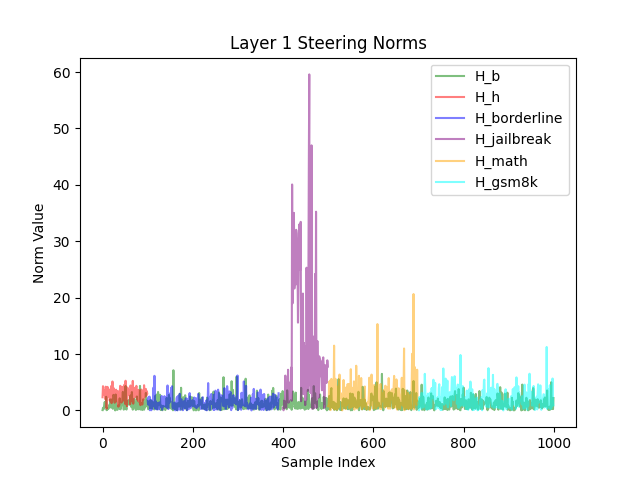 Layer 1 Steering Norms
60
50
40
30
20
10
0
Norm Value
H_b
H_h
H_borderline
H_jailbreak
H_math
H_gsm8k
0 200 400 600 800 1000
Sample Index